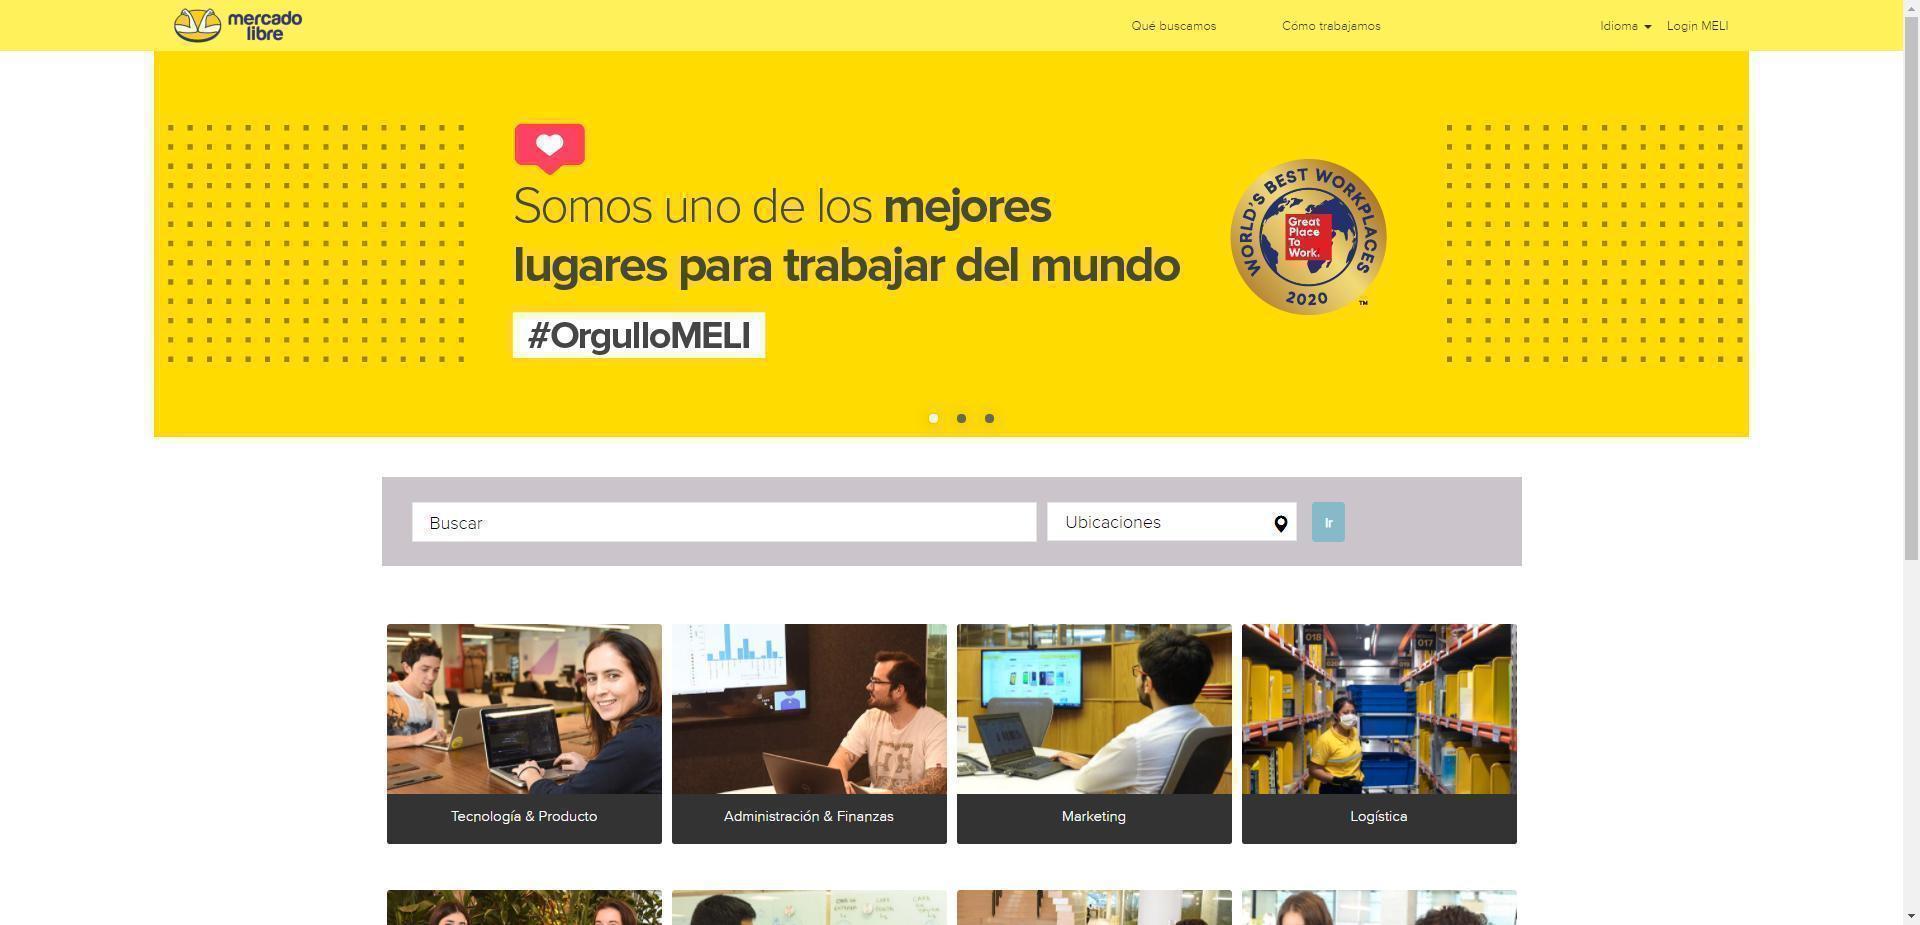 mercado
libre
Qué buscamos
Cómo trabajamos
Idioma
Login MELI
Somos uno de los mejores
lugares para trabajar del mundo
#OrgulloMELI
WORLD'S BEST WORKPLACES
Great
Place
To
Work.
2020
TM
Buscar
Ubicaciones
Ir
018
017
Tecnología & Producto
Administración & Finanzas
Marketing
Logística